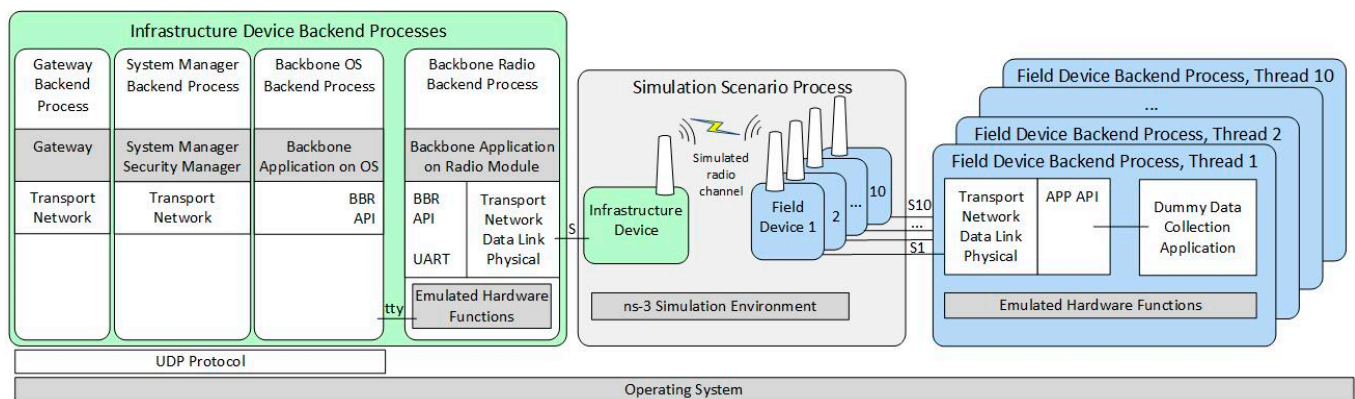 Infrastructure Device Backend Processes
Gateway
Backend
Process
System Manager
Backend Process
Backbone OS
Backend Process
Backbone Radio
Backend Process
Gateway
System Manager
Security Manager
Backbone
Application on OS
Backbone Application
on Radio Module
Transport
Network
Transport
Network
BBR
API
BBR
API
UART
Transport
Network
Data Link
Physical
tty
Emulated Hardware
Functions
S
UDP Protocol
Simulation Scenario Process
Simulated
radio
channel
Infrastructure
Device
Field
Device 1
2
...
10
ns-3 Simulation Environment
S10
...
S1
Field Device Backend Process, Thread 10
...
Field Device Backend Process, Thread 2
Field Device Backend Process, Thread 1
Transport
Network
Data Link
Physical
APP API
Dummy Data
Collection
Application
Emulated Hardware Functions
Operating System